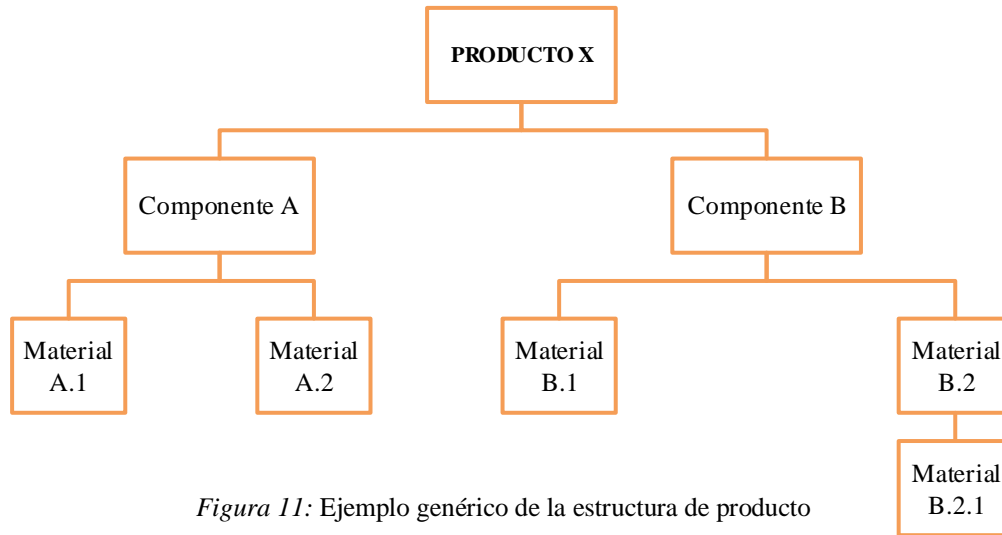 PRODUCTO X
Componente A
Componente B
Material
A.1
Material
A.2
Material
B.1
Material
B.2
Material
B.2.1
Figura 11: Ejemplo genérico de la estructura de producto